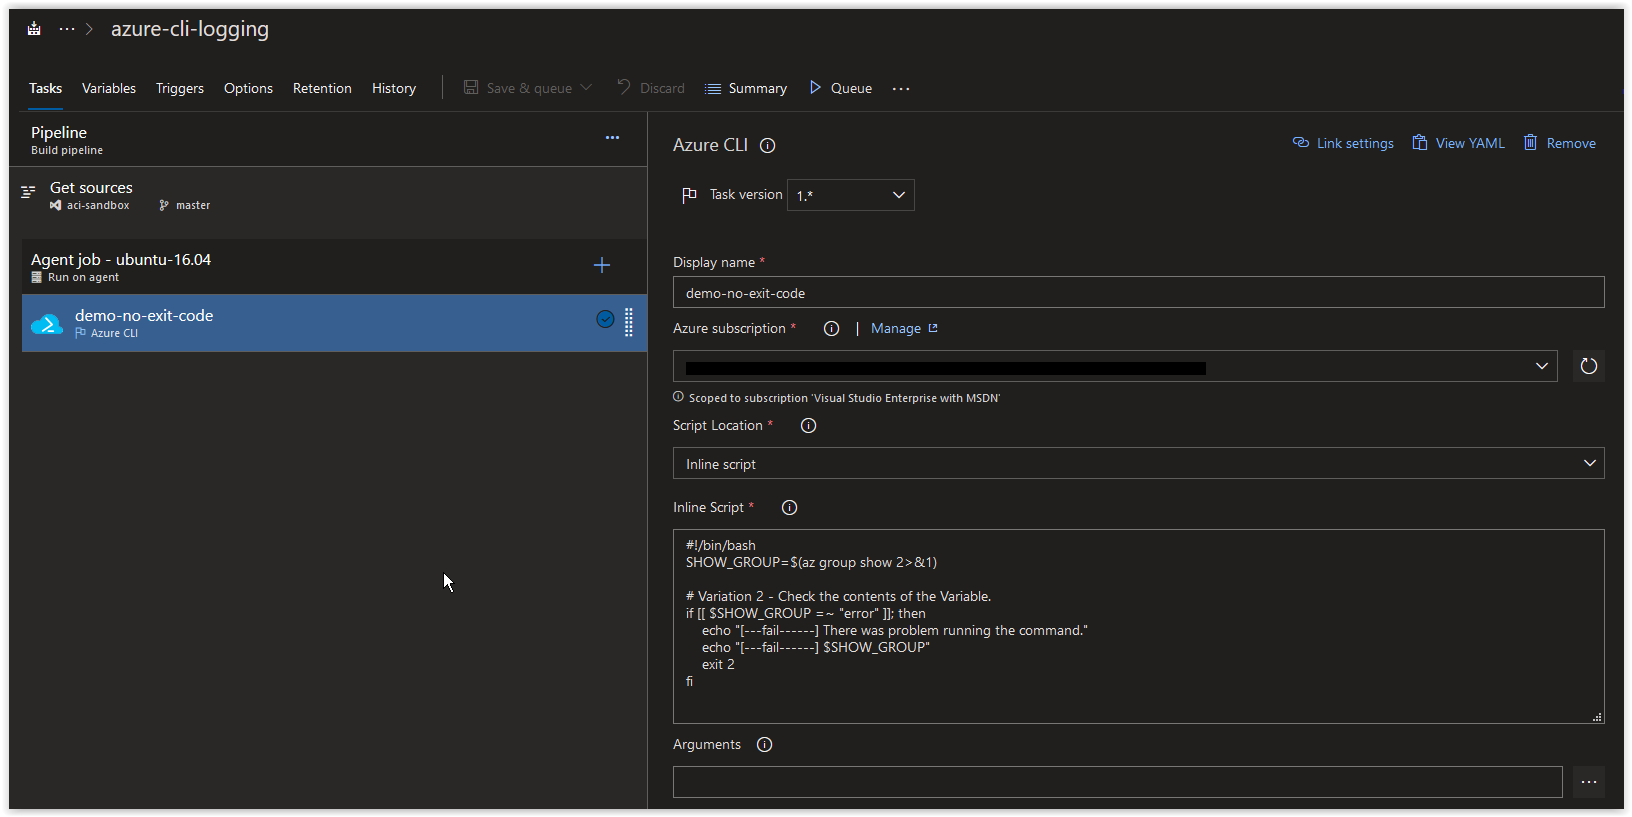 ··· > azure-cli-logging
Tasks Variables Triggers Options Retention History Save & queue Discard Summary Queue ···
Pipeline ···
Build pipeline
Get sources
aci-sandbox master
Agent job - ubuntu-16.04
Run on agent
demo-no-exit-code
Azure CLI
Azure CLI Link settings View YAML Remove
Task version 1.*
Display name *
demo-no-exit-code
Azure subscription * | Manage
Scoped to subscription 'Visual Studio Enterprise with MSDN'
Script Location *
Inline script
Inline Script *
#!/bin/bash
SHOW_GROUP=$(az group show 2>&1)
# Variation 2 - Check the contents of the Variable.
if [[ $SHOW_GROUP =~ "error" ]]; then
echo "[---fail------] There was problem running the command."
echo "[---fail------] $SHOW_GROUP"
exit 2
fi
Arguments
···